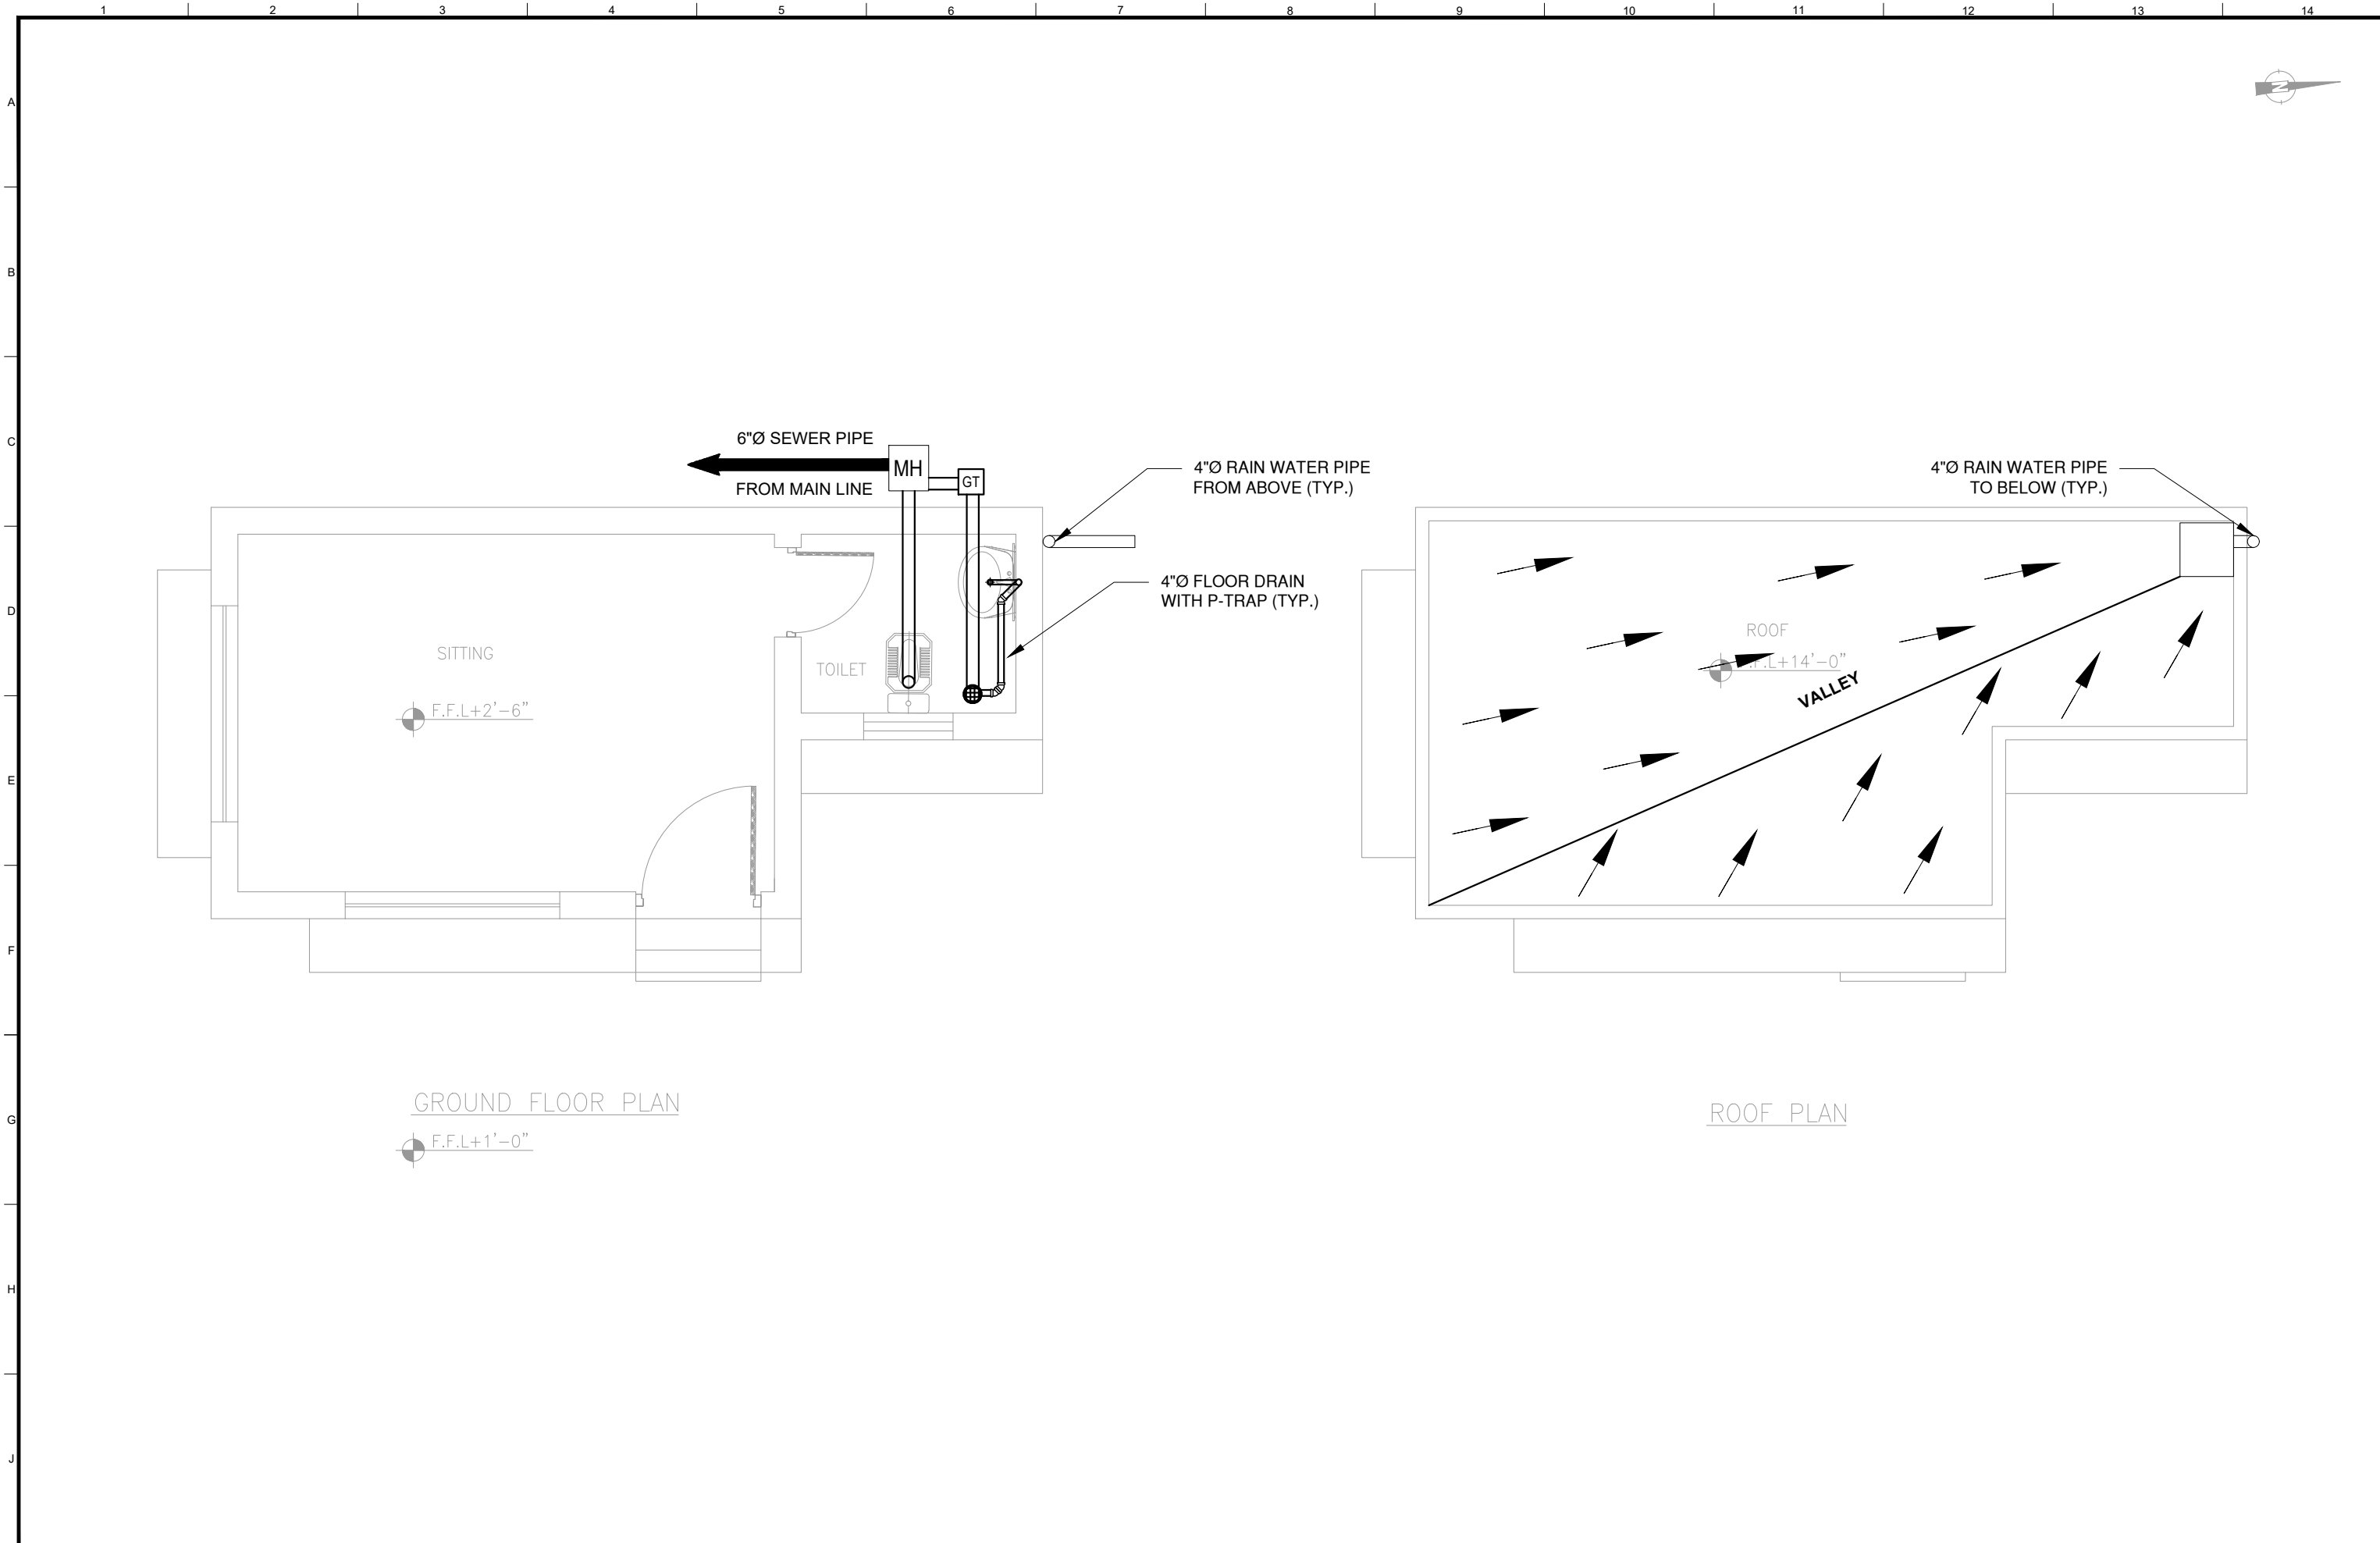 1 2 3 4 5 6 7 8 9 10 11 12 13 14
A
N
B
C
6"Ø SEWER PIPE
MH
FROM MAIN LINE
GT
4"Ø RAIN WATER PIPE
FROM ABOVE (TYP.)
4"Ø RAIN WATER PIPE
TO BELOW (TYP.)
D
4"Ø FLOOR DRAIN
WITH P-TRAP (TYP.)
SITTING
TOILET
F.F.L+2'-6"
ROOF
F.F.L+14'-0"
VALLEY
E
F
G
GROUND FLOOR PLAN
F.F.L+1'-0"
ROOF PLAN
H
J